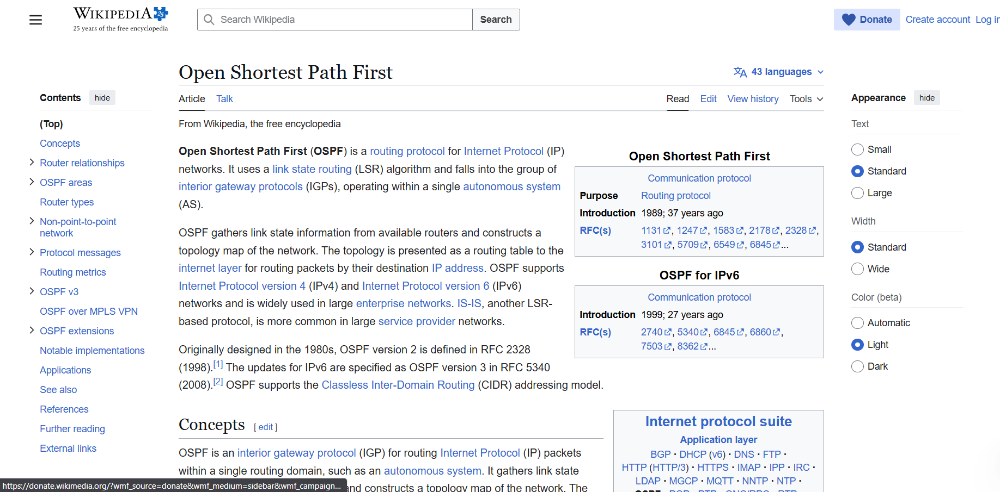 WIKIPEDIA 25
25 years of the free encyclopedia
Search Wikipedia
Search
Donate
Create account
Log in
Open Shortest Path First
43 languages
Contents
hide
(Top)
Concepts
Router relationships
OSPF areas
Router types
Non-point-to-point
network
Protocol messages
Routing metrics
OSPF v3
OSPF over MPLS VPN
OSPF extensions
Notable implementations
Applications
See also
References
Further reading
External links
Article
Talk
Read
Edit
View history
Tools
From Wikipedia, the free encyclopedia
Open Shortest Path First (OSPF) is a routing protocol for Internet Protocol (IP)
networks. It uses a link state routing (LSR) algorithm and falls into the group of
interior gateway protocols (IGPs), operating within a single autonomous system
(AS).
OSPF gathers link state information from available routers and constructs a
topology map of the network. The topology is presented as a routing table to the
internet layer for routing packets by their destination IP address. OSPF supports
Internet Protocol version 4 (IPv4) and Internet Protocol version 6 (IPv6)
networks and is widely used in large enterprise networks. IS-IS, another LSR-
based protocol, is more common in large service provider networks.
Originally designed in the 1980s, OSPF version 2 is defined in RFC 2328
(1998).[1] The updates for IPv6 are specified as OSPF version 3 in RFC 5340
(2008).[2] OSPF supports the Classless Inter-Domain Routing (CIDR) addressing model.
Open Shortest Path First
Communication protocol
Purpose Routing protocol
Introduction 1989; 37 years ago
RFC(s) 1131, 1247, 1583, 2178, 2328,
3101, 5709, 6549, 6845...
OSPF for IPv6
Communication protocol
Introduction 1999; 27 years ago
RFC(s) 2740, 5340, 6845, 6860,
7503, 8362...
Concepts [ edit ]
OSPF is an interior gateway protocol (IGP) for routing Internet Protocol (IP) packets
within a single routing domain, such as an autonomous system. It gathers link state
and constructs a topology map of the network. The
Internet protocol suite
Application layer
BGP · DHCP (v6) · DNS · FTP ·
HTTP (HTTP/3) · HTTPS · IMAP · IPP · IRC ·
LDAP · MGCP · MQTT · NNTP · NTP ·
Appearance
hide
Text
Small
Standard
Large
Width
Standard
Wide
Color (beta)
Automatic
Light
Dark
https://donate.wikimedia.org/?wmf_source=donate&wmf_medium=sidebar&wmf_campaign...